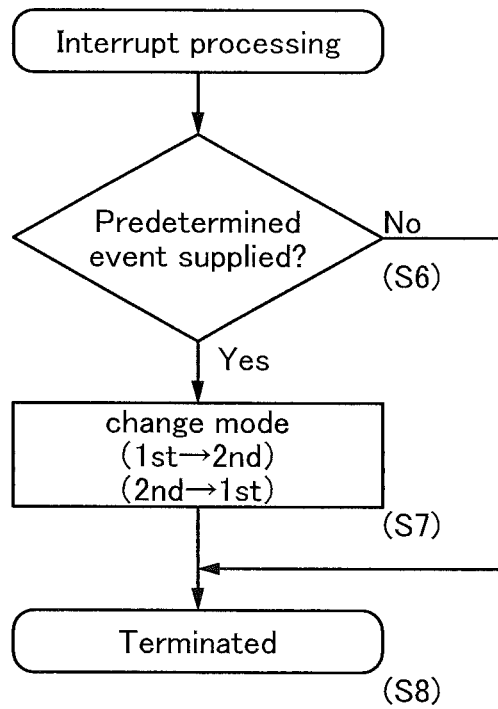 Interrupt processing
Predetermined
event supplied?
No
(S6)
Yes
change mode
(1st→2nd)
(2nd→1st)
(S7)
Terminated
(S8)